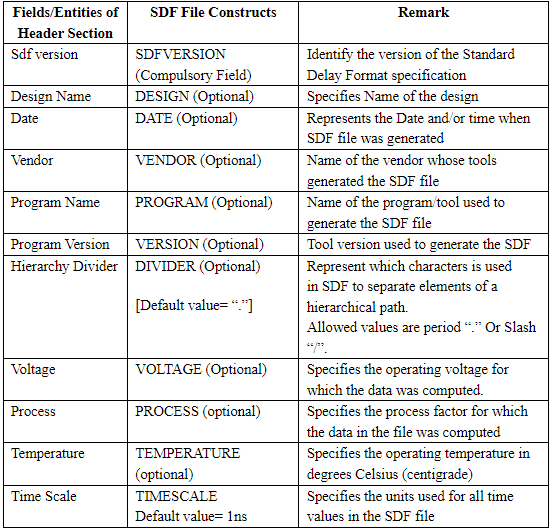 Fields/Entities of
Header Section
SDF File Constructs
Remark
Sdf version
SDFVERSION
(Compulsory Field)
Identify the version of the Standard
Delay Format specification
Design Name
DESIGN (Optional)
Specifies Name of the design
Date
DATE (Optional)
Represents the Date and/or time when
SDF file was generated
Vendor
VENDOR (Optional)
Name of the vendor whose tools
generated the SDF file
Program Name
PROGRAM (Optional)
Name of the program/tool used to
generate the SDF file
Program Version
VERSION (Optional)
Tool version used to generate the SDF
Hierarchy Divider
DIVIDER (Optional)
[Default value= “.”]
Represent which characters is used
in SDF to separate elements of a
hierarchical path.
Allowed values are period “.” Or Slash
“/”.
Voltage
VOLTAGE (Optional)
Specifies the operating voltage for
which the data was computed.
Process
PROCESS (optional)
Specifies the process factor for which
the data in the file was computed
Temperature
TEMPERATURE
(optional)
Specifies the operating temperature in
degrees Celsius (centigrade)
Time Scale
TIMESCALE
Default value= 1ns
Specifies the units used for all time
values in the SDF file